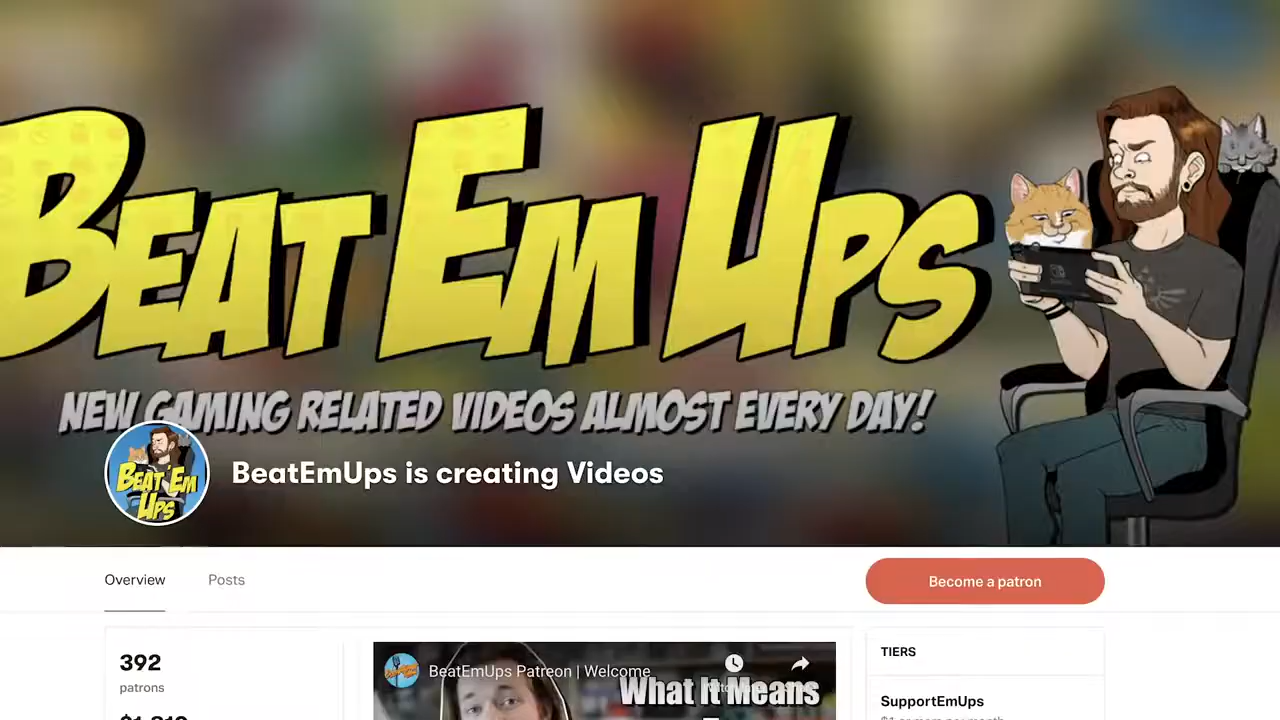 BEAT EM UPS
NEW GAMING RELATED VIDEOS ALMOST EVERY DAY!
BEAT 'EM
UPS
BeatEmUps is creating Videos
Overview
Posts
Become a patron
392
patrons
BeatEmUps Patreon | Welcome
What It Means
TIERS
SupportEmUps